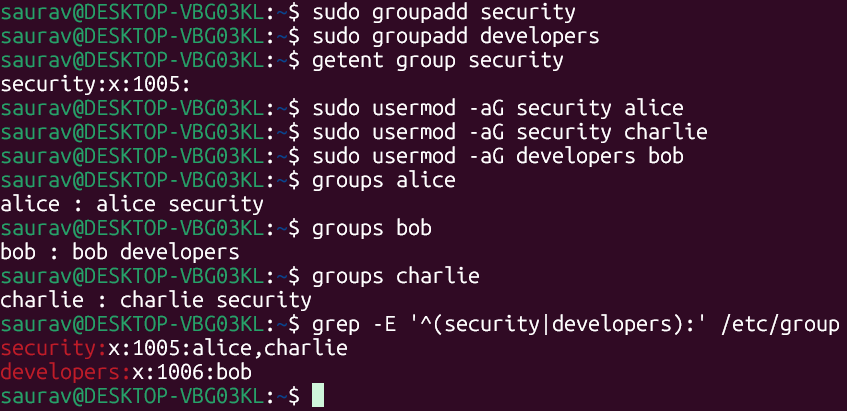 saurav@DESKTOP-VBG03KL:~$ sudo groupadd security
saurav@DESKTOP-VBG03KL:~$ sudo groupadd developers
saurav@DESKTOP-VBG03KL:~$ getent group security
security:x:1005:
saurav@DESKTOP-VBG03KL:~$ sudo usermod -aG security alice
saurav@DESKTOP-VBG03KL:~$ sudo usermod -aG security charlie
saurav@DESKTOP-VBG03KL:~$ sudo usermod -aG developers bob
saurav@DESKTOP-VBG03KL:~$ groups alice
alice : alice security
saurav@DESKTOP-VBG03KL:~$ groups bob
bob : bob developers
saurav@DESKTOP-VBG03KL:~$ groups charlie
charlie : charlie security
saurav@DESKTOP-VBG03KL:~$ grep -E '^(security|developers):' /etc/group
security:x:1005:alice,charlie
developers:x:1006:bob
saurav@DESKTOP-VBG03KL:~$